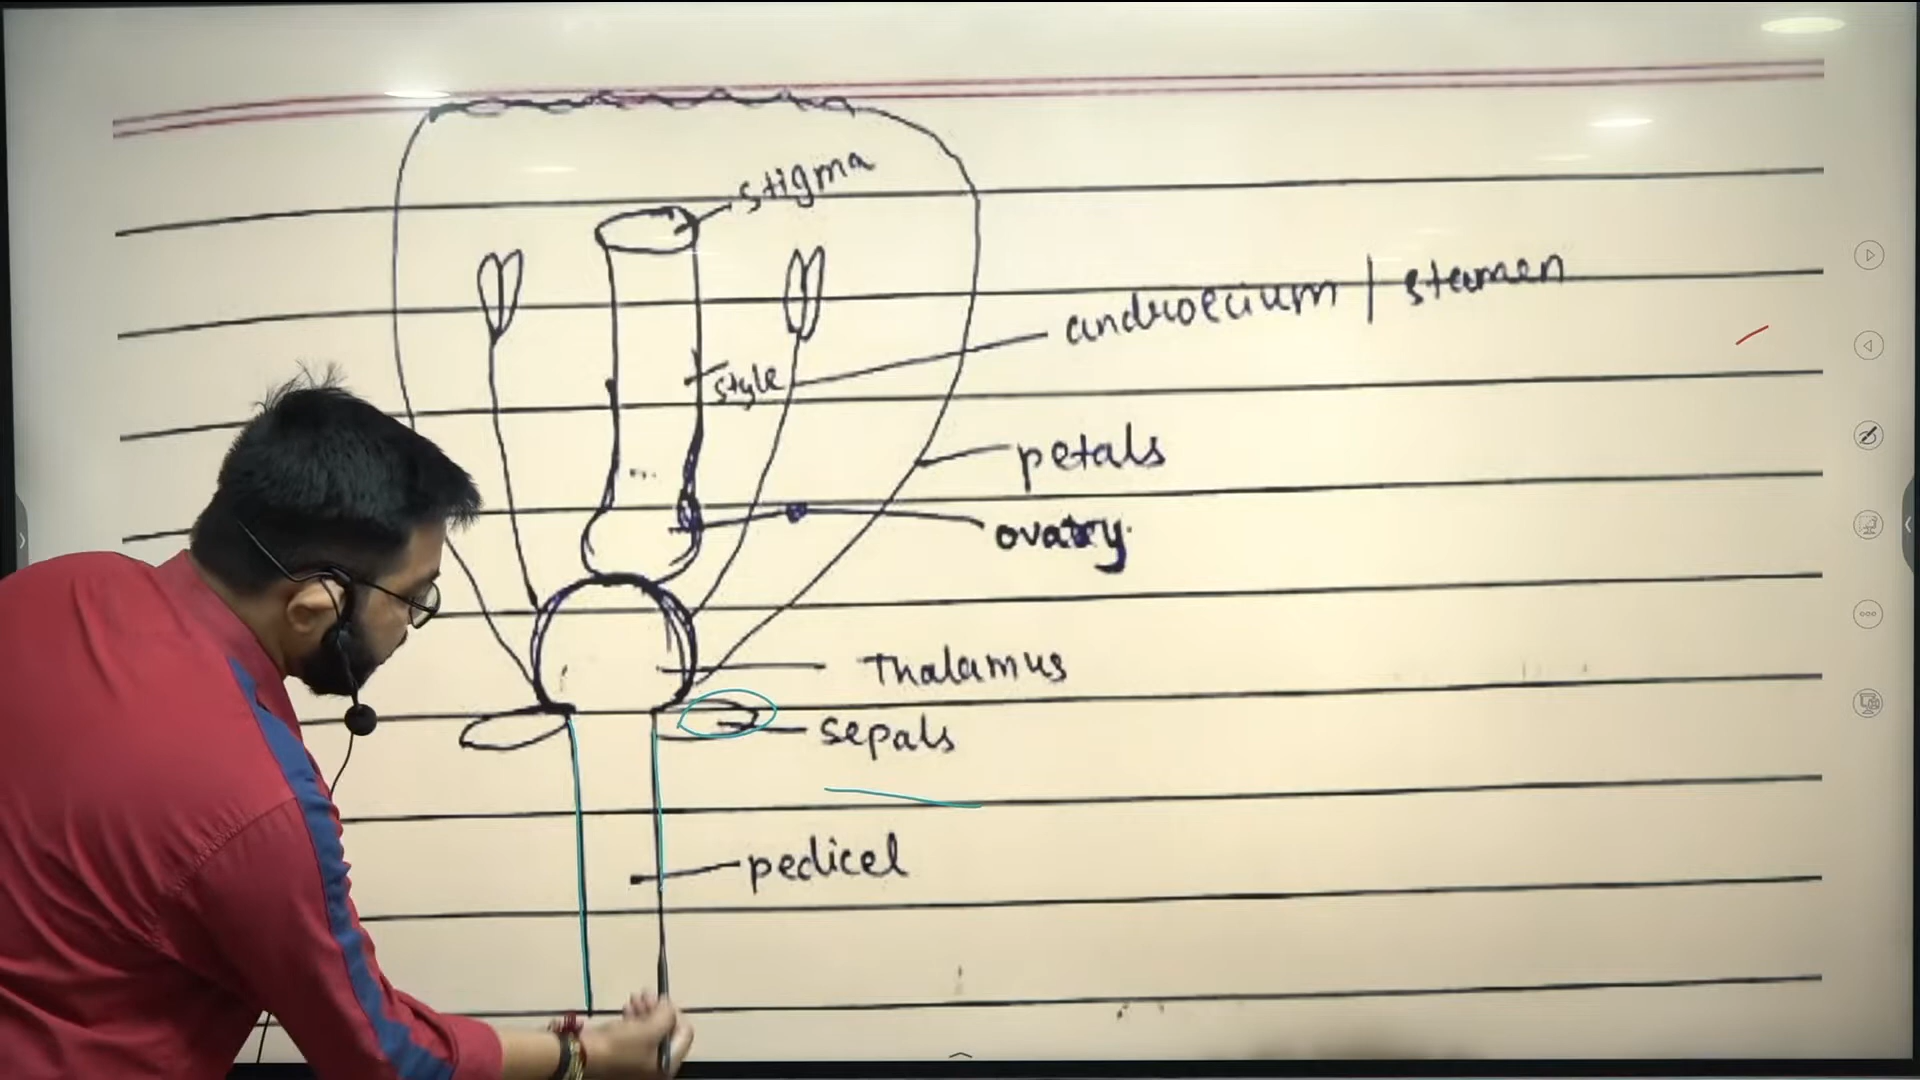 stigma
androecium | stamen
style
petals
ovary.
Thalamus
sepals
pedicel